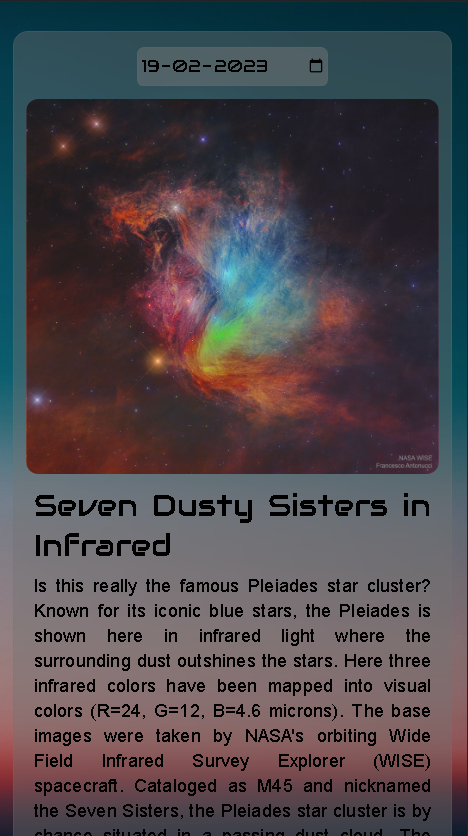 19-02-2023
NASA WISE
Francesco Antonucci
Seven Dusty Sisters in
Infrared
Is this really the famous Pleiades star cluster?
Known for its iconic blue stars, the Pleiades is
shown here in infrared light where the
surrounding dust outshines the stars. Here three
infrared colors have been mapped into visual
colors (R=24, G=12, B=4.6 microns). The base
images were taken by NASA's orbiting Wide
Field Infrared Survey Explorer (WISE)
spacecraft. Cataloged as M45 and nicknamed
the Seven Sisters, the Pleiades star cluster is by
chance situated in a passing dust cloud. The